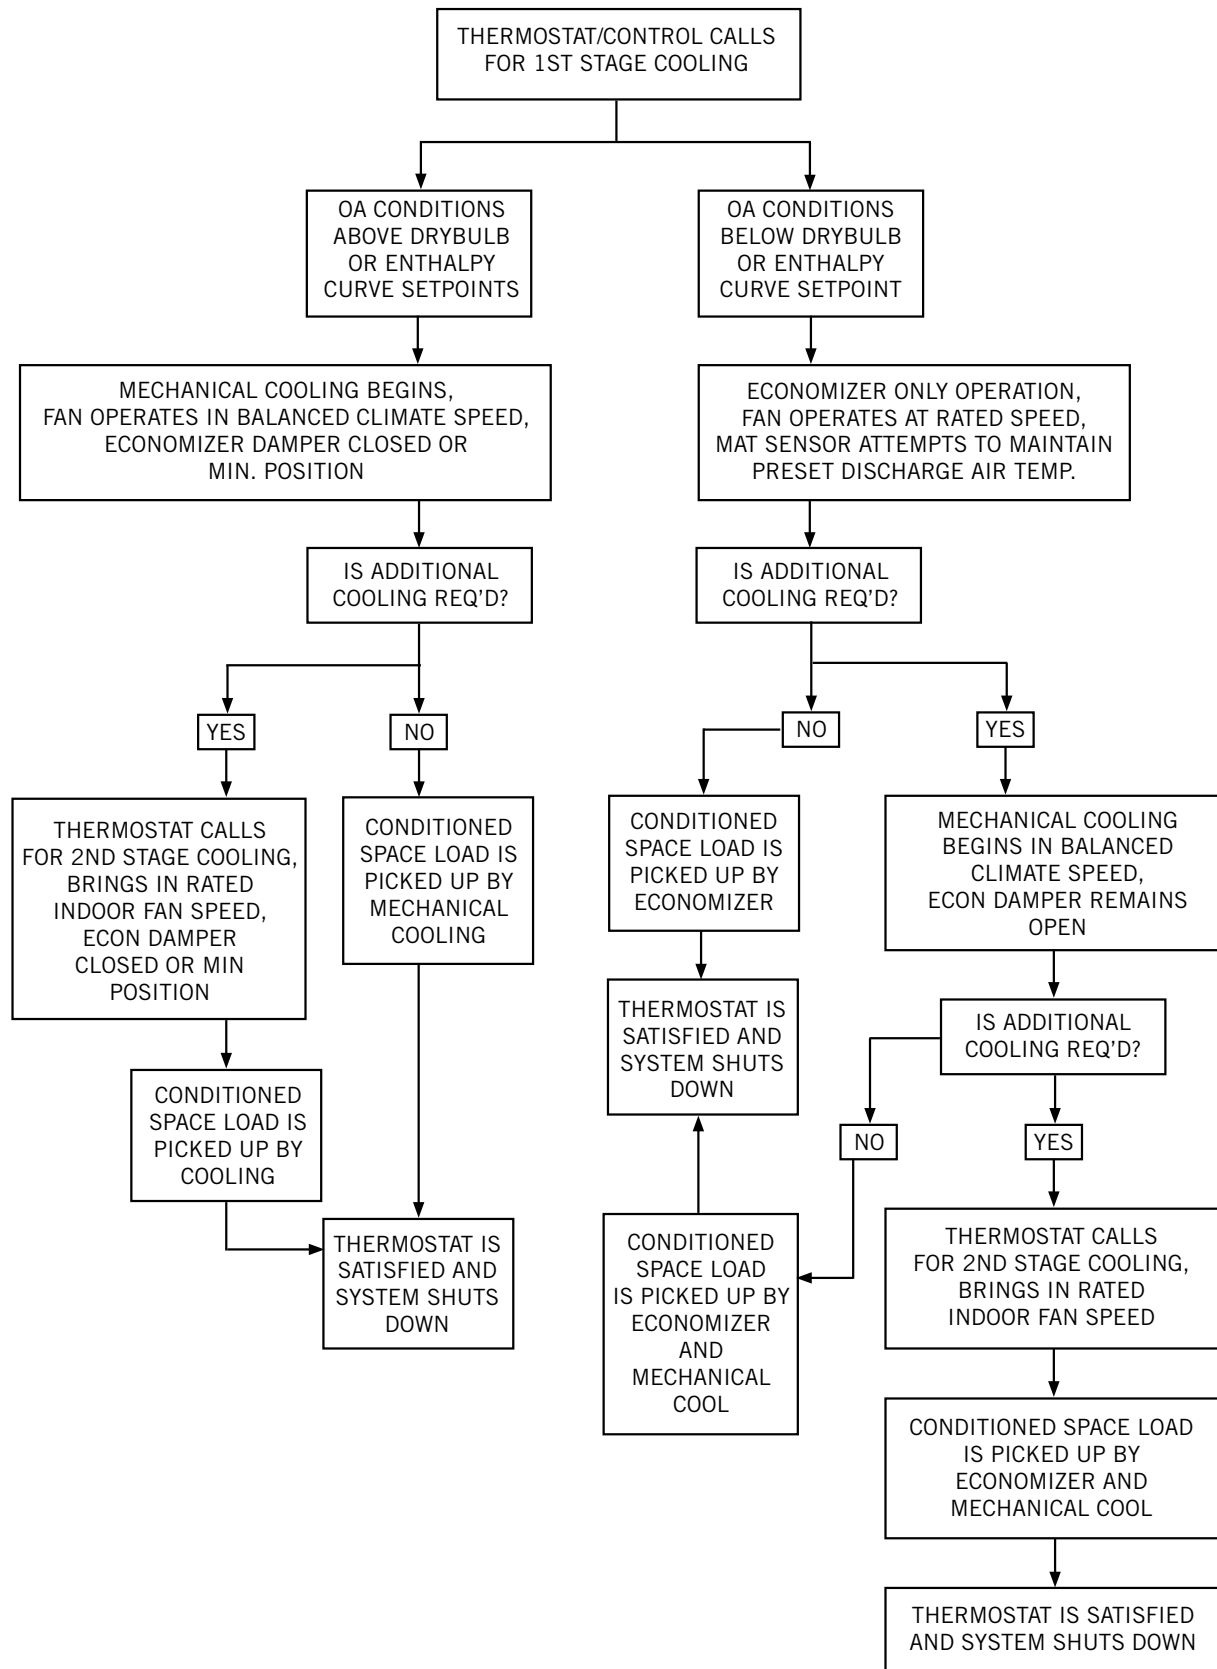 THERMOSTAT/CONTROL CALLS
FOR 1ST STAGE COOLING
OA CONDITIONS
ABOVE DRYBULB
OR ENTHALPY
CURVE SETPOINTS
OA CONDITIONS
BELOW DRYBULB
OR ENTHALPY
CURVE SETPOINT
MECHANICAL COOLING BEGINS,
FAN OPERATES IN BALANCED CLIMATE SPEED,
ECONOMIZER DAMPER CLOSED OR
MIN. POSITION
ECONOMIZER ONLY OPERATION,
FAN OPERATES AT RATED SPEED,
MAT SENSOR ATTEMPTS TO MAINTAIN
PRESET DISCHARGE AIR TEMP.
IS ADDITIONAL
COOLING REQ'D?
IS ADDITIONAL
COOLING REQ'D?
YES
NO
NO
YES
THERMOSTAT CALLS
FOR 2ND STAGE COOLING,
BRINGS IN RATED
INDOOR FAN SPEED,
ECON DAMPER
CLOSED OR MIN
POSITION
CONDITIONED
SPACE LOAD IS
PICKED UP BY
MECHANICAL
COOLING
CONDITIONED
SPACE LOAD IS
PICKED UP BY
ECONOMIZER
MECHANICAL COOLING
BEGINS IN BALANCED
CLIMATE SPEED,
ECON DAMPER REMAINS
OPEN
THERMOSTAT IS
SATISFIED AND
SYSTEM SHUTS
DOWN
IS ADDITIONAL
COOLING REQ'D?
CONDITIONED
SPACE LOAD IS
PICKED UP BY
COOLING
NO
YES
THERMOSTAT IS
SATISFIED AND
SYSTEM SHUTS
DOWN
CONDITIONED
SPACE LOAD
IS PICKED UP BY
ECONOMIZER
AND
MECHANICAL
COOL
THERMOSTAT CALLS
FOR 2ND STAGE COOLING,
BRINGS IN RATED
INDOOR FAN SPEED
CONDITIONED SPACE LOAD
IS PICKED UP BY
ECONOMIZER AND
MECHANICAL COOL
THERMOSTAT IS SATISFIED
AND SYSTEM SHUTS DOWN